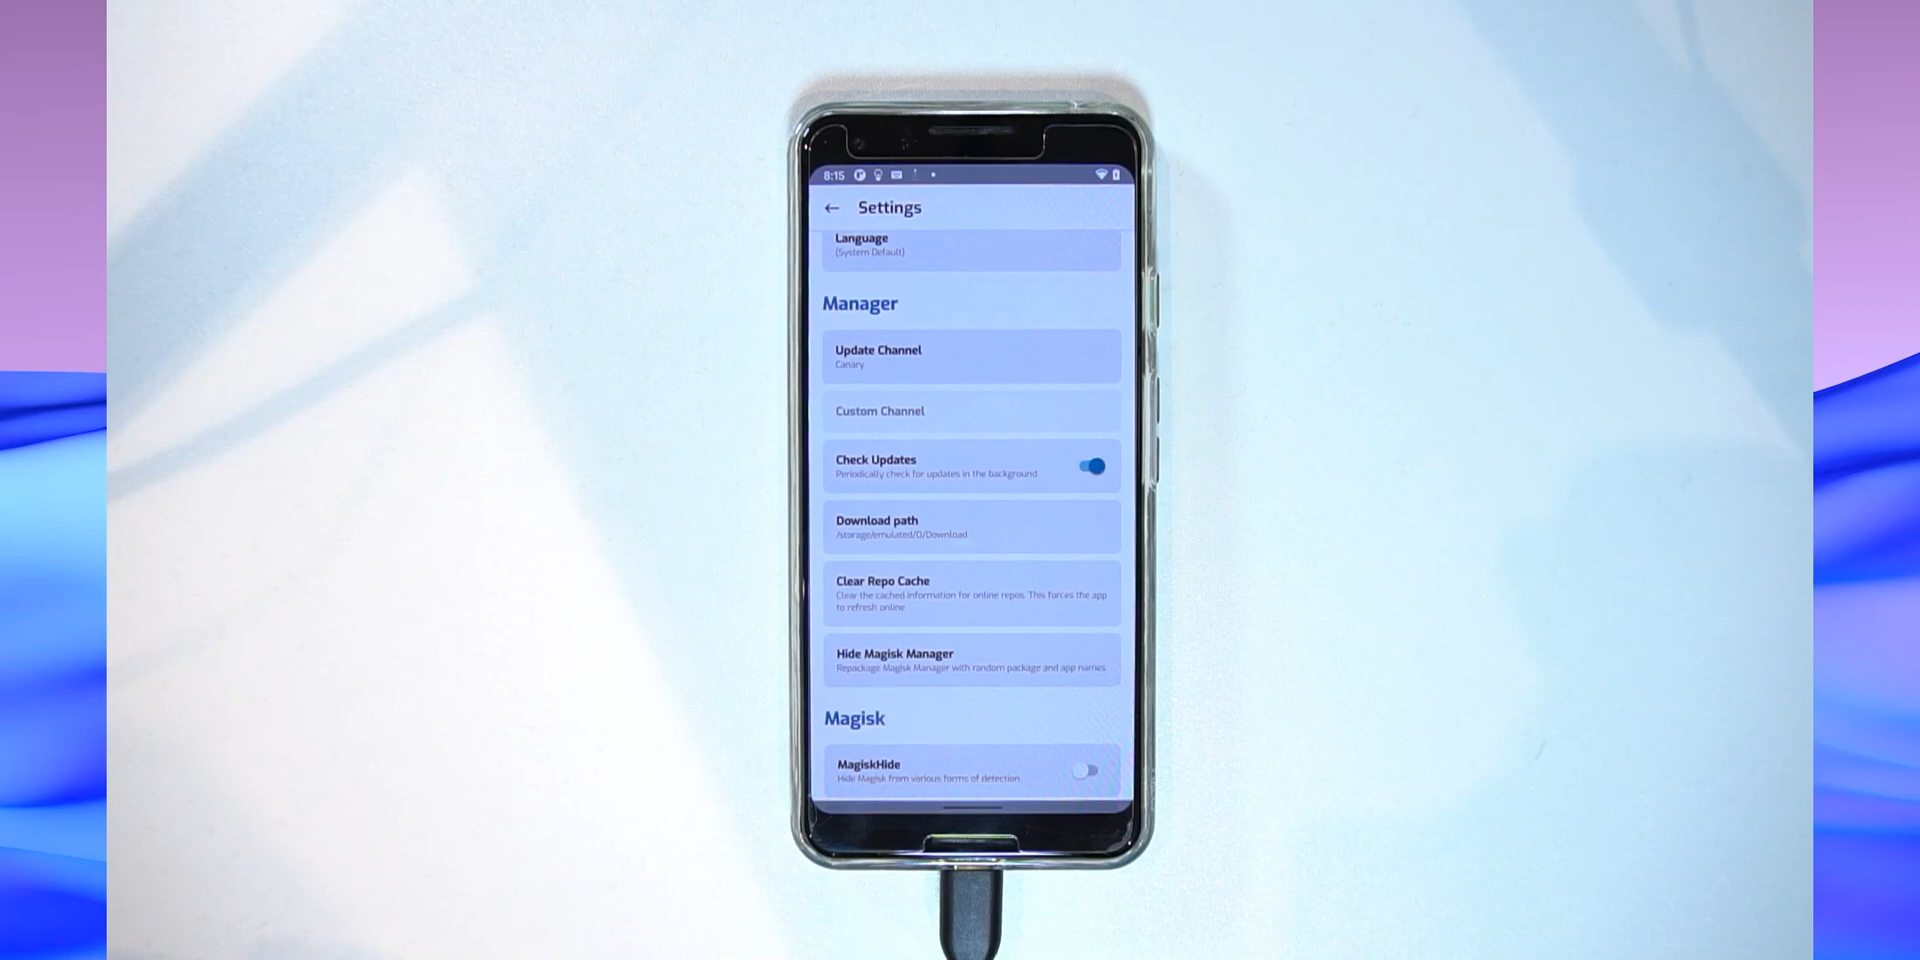 8:15
Settings
Language
(System Default)
Manager
Update Channel
Canary
Custom Channel
Check Updates
Periodically check for updates in the background
Download path
/storage/emulated/0/Download
Clear Repo Cache
Clear the cached information for online repos. This forces the app
to refresh online
Hide Magisk Manager
Repackage Magisk Manager with random package and app names
Magisk
MagiskHide
Hide Magisk from various forms of detection